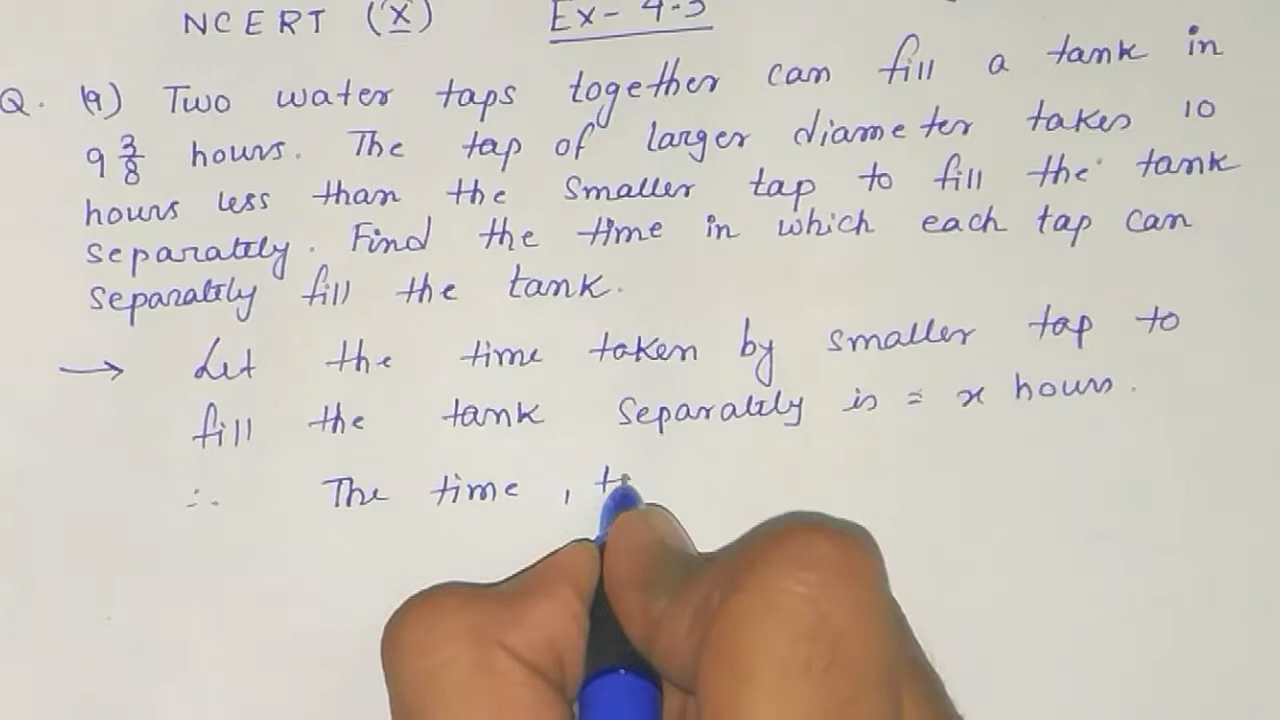 NCERT (X) Ex- 4.3
Q. (9) Two water taps together can fill a tank in
9 3/8 hours. The tap of larger diameter takes 10
hours less than the smaller tap to fill the tank
separately. Find the time in which each tap can
separately fill the tank.
→ Let the time taken by smaller tap to
fill the tank separately is = x hours.
∴ The time, t